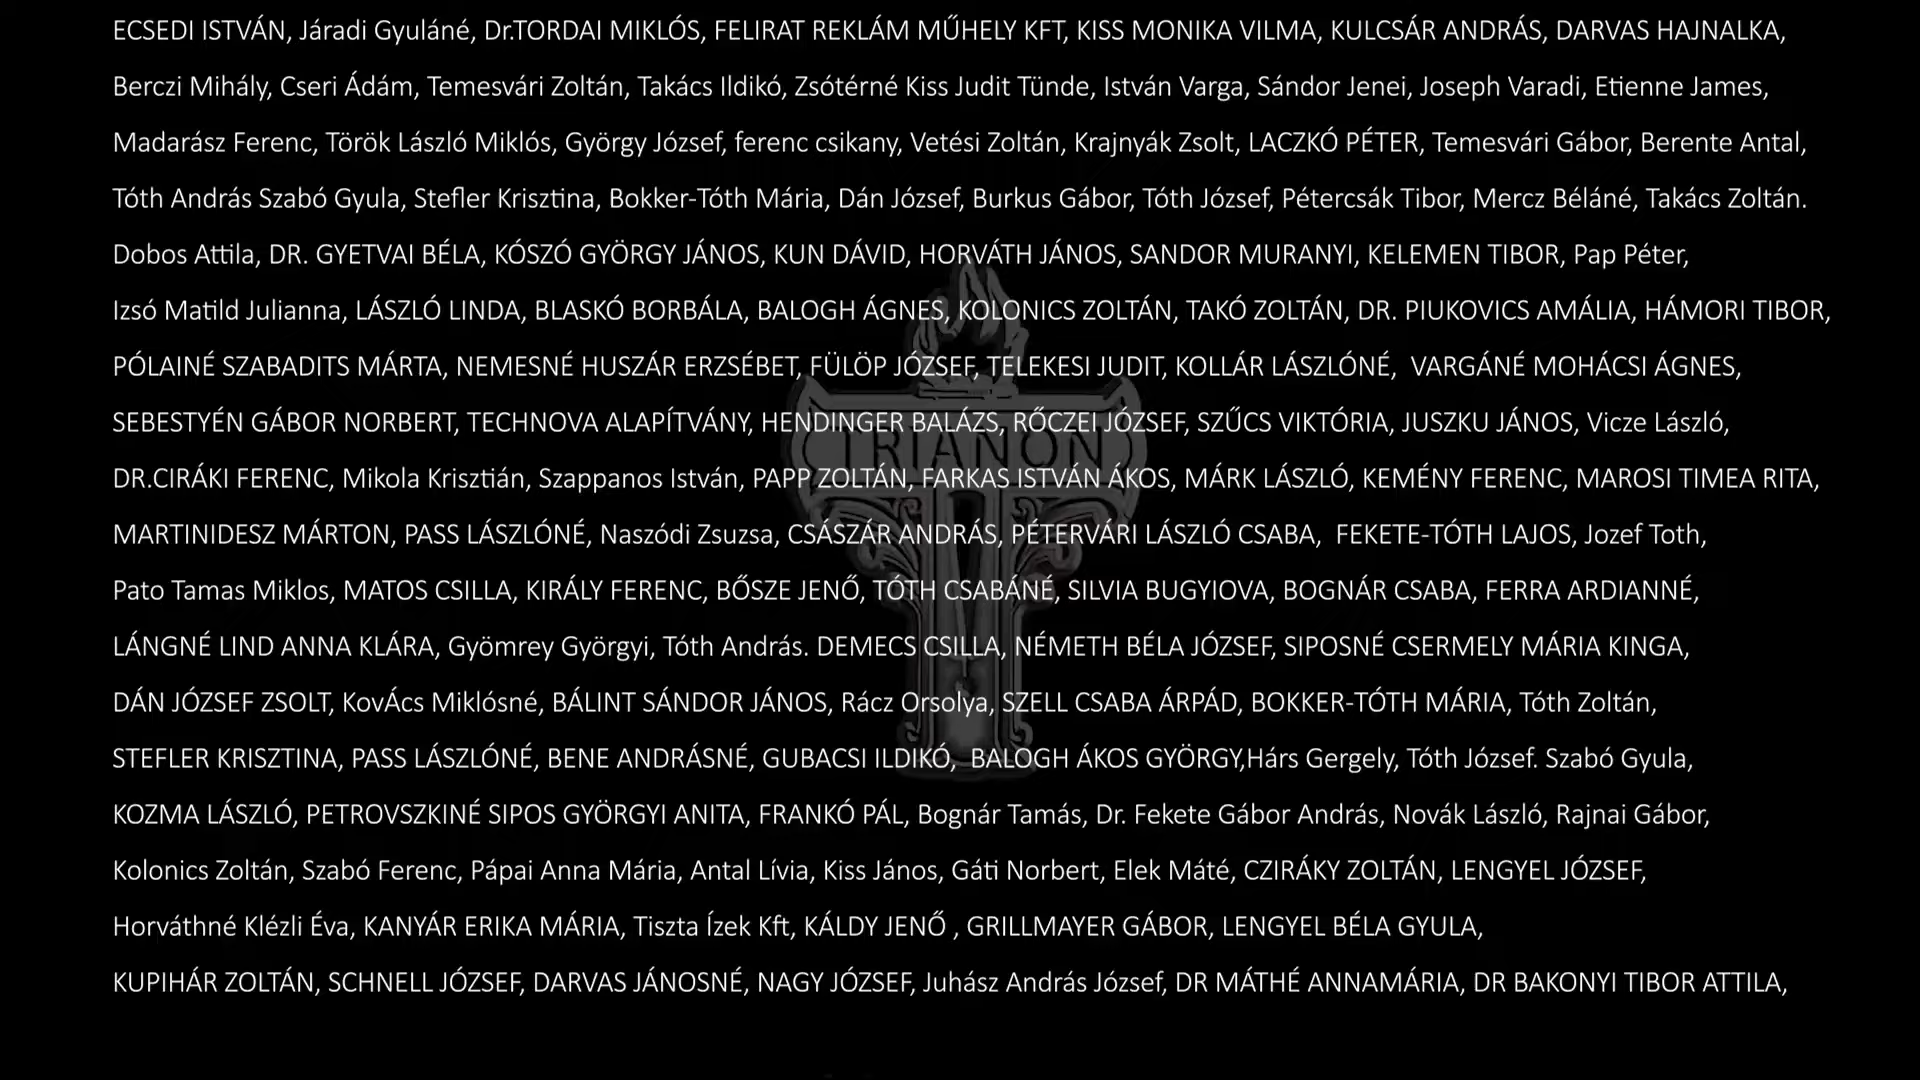 ECSEDI ISTVÁN, Járadi Gyuláné, Dr.TORDAI MIKLÓS, FELIRAT REKLÁM MŰHELY KFT, KISS MONIKA VILMA, KULCSÁR ANDRÁS, DARVAS HAJNALKA,
Berczi Mihály, Cseri Ádám, Temesvári Zoltán, Takács Ildikó, Zsótérné Kiss Judit Tünde, István Varga, Sándor Jenei, Joseph Varadi, Etienne James,
Madarász Ferenc, Török László Miklós, György József, ferenc csikany, Vetési Zoltán, Krajnyák Zsolt, LACZKÓ PÉTER, Temesvári Gábor, Berente Antal,
Tóth András Szabó Gyula, Stefler Krisztina, Bokker-Tóth Mária, Dán József, Burkus Gábor, Tóth József, Pétercsák Tibor, Mercz Béláné, Takács Zoltán.
Dobos Attila, DR. GYETVAI BÉLA, KÓSZÓ GYÖRGY JÁNOS, KUN DÁVID, HORVÁTH JÁNOS, SANDOR MURANYI, KELEMEN TIBOR, Pap Péter,
Izsó Matild Julianna, LÁSZLÓ LINDA, BLASKÓ BORBÁLA, BALOGH ÁGNES, KOLONICS ZOLTÁN, TAKÓ ZOLTÁN, DR. PIUKOVICS AMÁLIA, HÁMORI TIBOR,
PÓLAINÉ SZABADITS MÁRTA, NEMESNÉ HUSZÁR ERZSÉBET, FÜLÖP JÓZSEF, TELEKESI JUDIT, KOLLÁR LÁSZLÓNÉ, VARGÁNÉ MOHÁCSI ÁGNES,
SEBESTYÉN GÁBOR NORBERT, TECHNOVA ALAPÍTVÁNY, HENDINGER BALÁZS, RŐCZEI JÓZSEF, SZŰCS VIKTÓRIA, JUSZKU JÁNOS, Vicze László,
TRIANON
DR.CIRÁKI FERENC, Mikola Krisztián, Szappanos István, PAPP ZOLTÁN, FARKAS ISTVÁN ÁKOS, MÁRK LÁSZLÓ, KEMÉNY FERENC, MAROSI TIMEA RITA,
MARTINIDESZ MÁRTON, PASS LÁSZLÓNÉ, Naszódi Zsuzsa, CSÁSZÁR ANDRÁS, PÉTERVÁRI LÁSZLÓ CSABA, FEKETE-TÓTH LAJOS, Jozef Toth,
Pato Tamas Miklos, MATOS CSILLA, KIRÁLY FERENC, BŐSZE JENŐ, TÓTH CSABÁNÉ, SILVIA BUGYIOVA, BOGNÁR CSABA, FERRA ARDIANNÉ,
LÁNGNÉ LIND ANNA KLÁRA, Gyömrey Györgyi, Tóth András. DEMECS CSILLA, NÉMETH BÉLA JÓZSEF, SIPOSNÉ CSERMELY MÁRIA KINGA,
DÁN JÓZSEF ZSOLT, KovÁcs Miklósné, BÁLINT SÁNDOR JÁNOS, Rácz Orsolya, SZELL CSABA ÁRPÁD, BOKKER-TÓTH MÁRIA, Tóth Zoltán,
STEFLER KRISZTINA, PASS LÁSZLÓNÉ, BENE ANDRÁSNÉ, GUBACSI ILDIKÓ, BALOGH ÁKOS GYÖRGY,Hárs Gergely, Tóth József. Szabó Gyula,
KOZMA LÁSZLÓ, PETROVSZKINÉ SIPOS GYÖRGYI ANITA, FRANKÓ PÁL, Bognár Tamás, Dr. Fekete Gábor András, Novák László, Rajnai Gábor,
Kolonics Zoltán, Szabó Ferenc, Pápai Anna Mária, Antal Lívia, Kiss János, Gáti Norbert, Elek Máté, CZIRÁKY ZOLTÁN, LENGYEL JÓZSEF,
Horváthné Klézli Éva, KANYÁR ERIKA MÁRIA, Tiszta Ízek Kft, KÁLDY JENŐ , GRILLMAYER GÁBOR, LENGYEL BÉLA GYULA,
KUPIHÁR ZOLTÁN, SCHNELL JÓZSEF, DARVAS JÁNOSNÉ, NAGY JÓZSEF, Juhász András József, DR MÁTHÉ ANNAMÁRIA, DR BAKONYI TIBOR ATTILA,